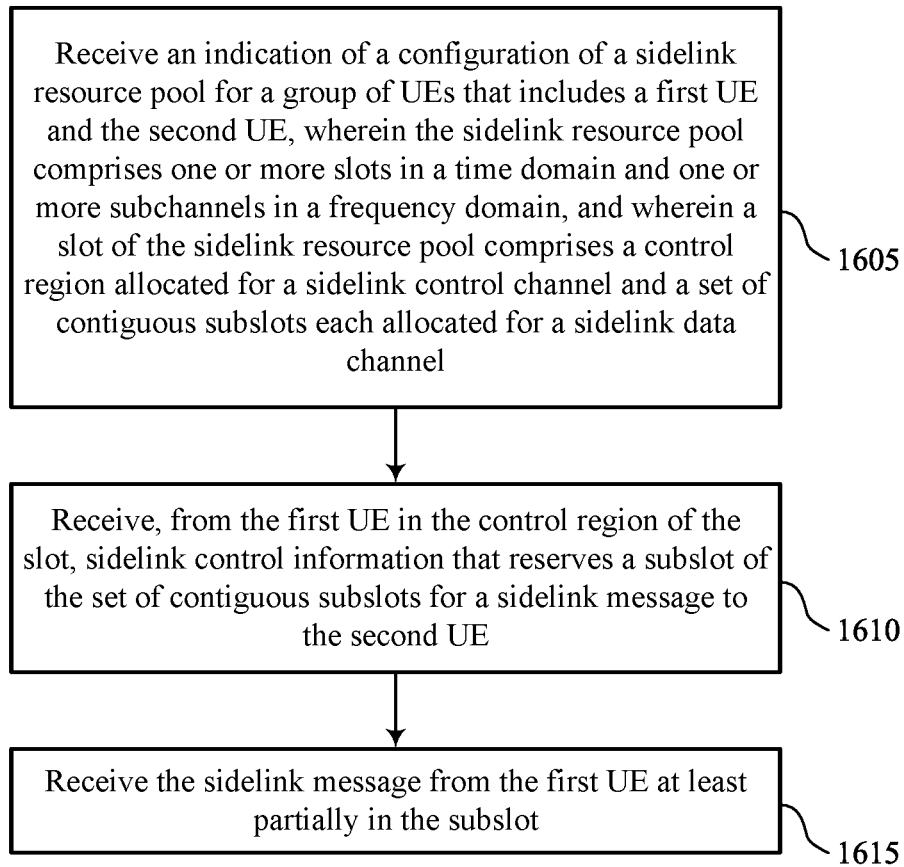 Receive an indication of a configuration of a sidelink
resource pool for a group of UEs that includes a first UE
and the second UE, wherein the sidelink resource pool
comprises one or more slots in a time domain and one or
more subchannels in a frequency domain, and wherein a
slot of the sidelink resource pool comprises a control
region allocated for a sidelink control channel and a set of
contiguous subslots each allocated for a sidelink data
channel
1605
Receive, from the first UE in the control region of the
slot, sidelink control information that reserves a subslot of
the set of contiguous subslots for a sidelink message to
the second UE
1610
Receive the sidelink message from the first UE at least
partially in the subslot
1615